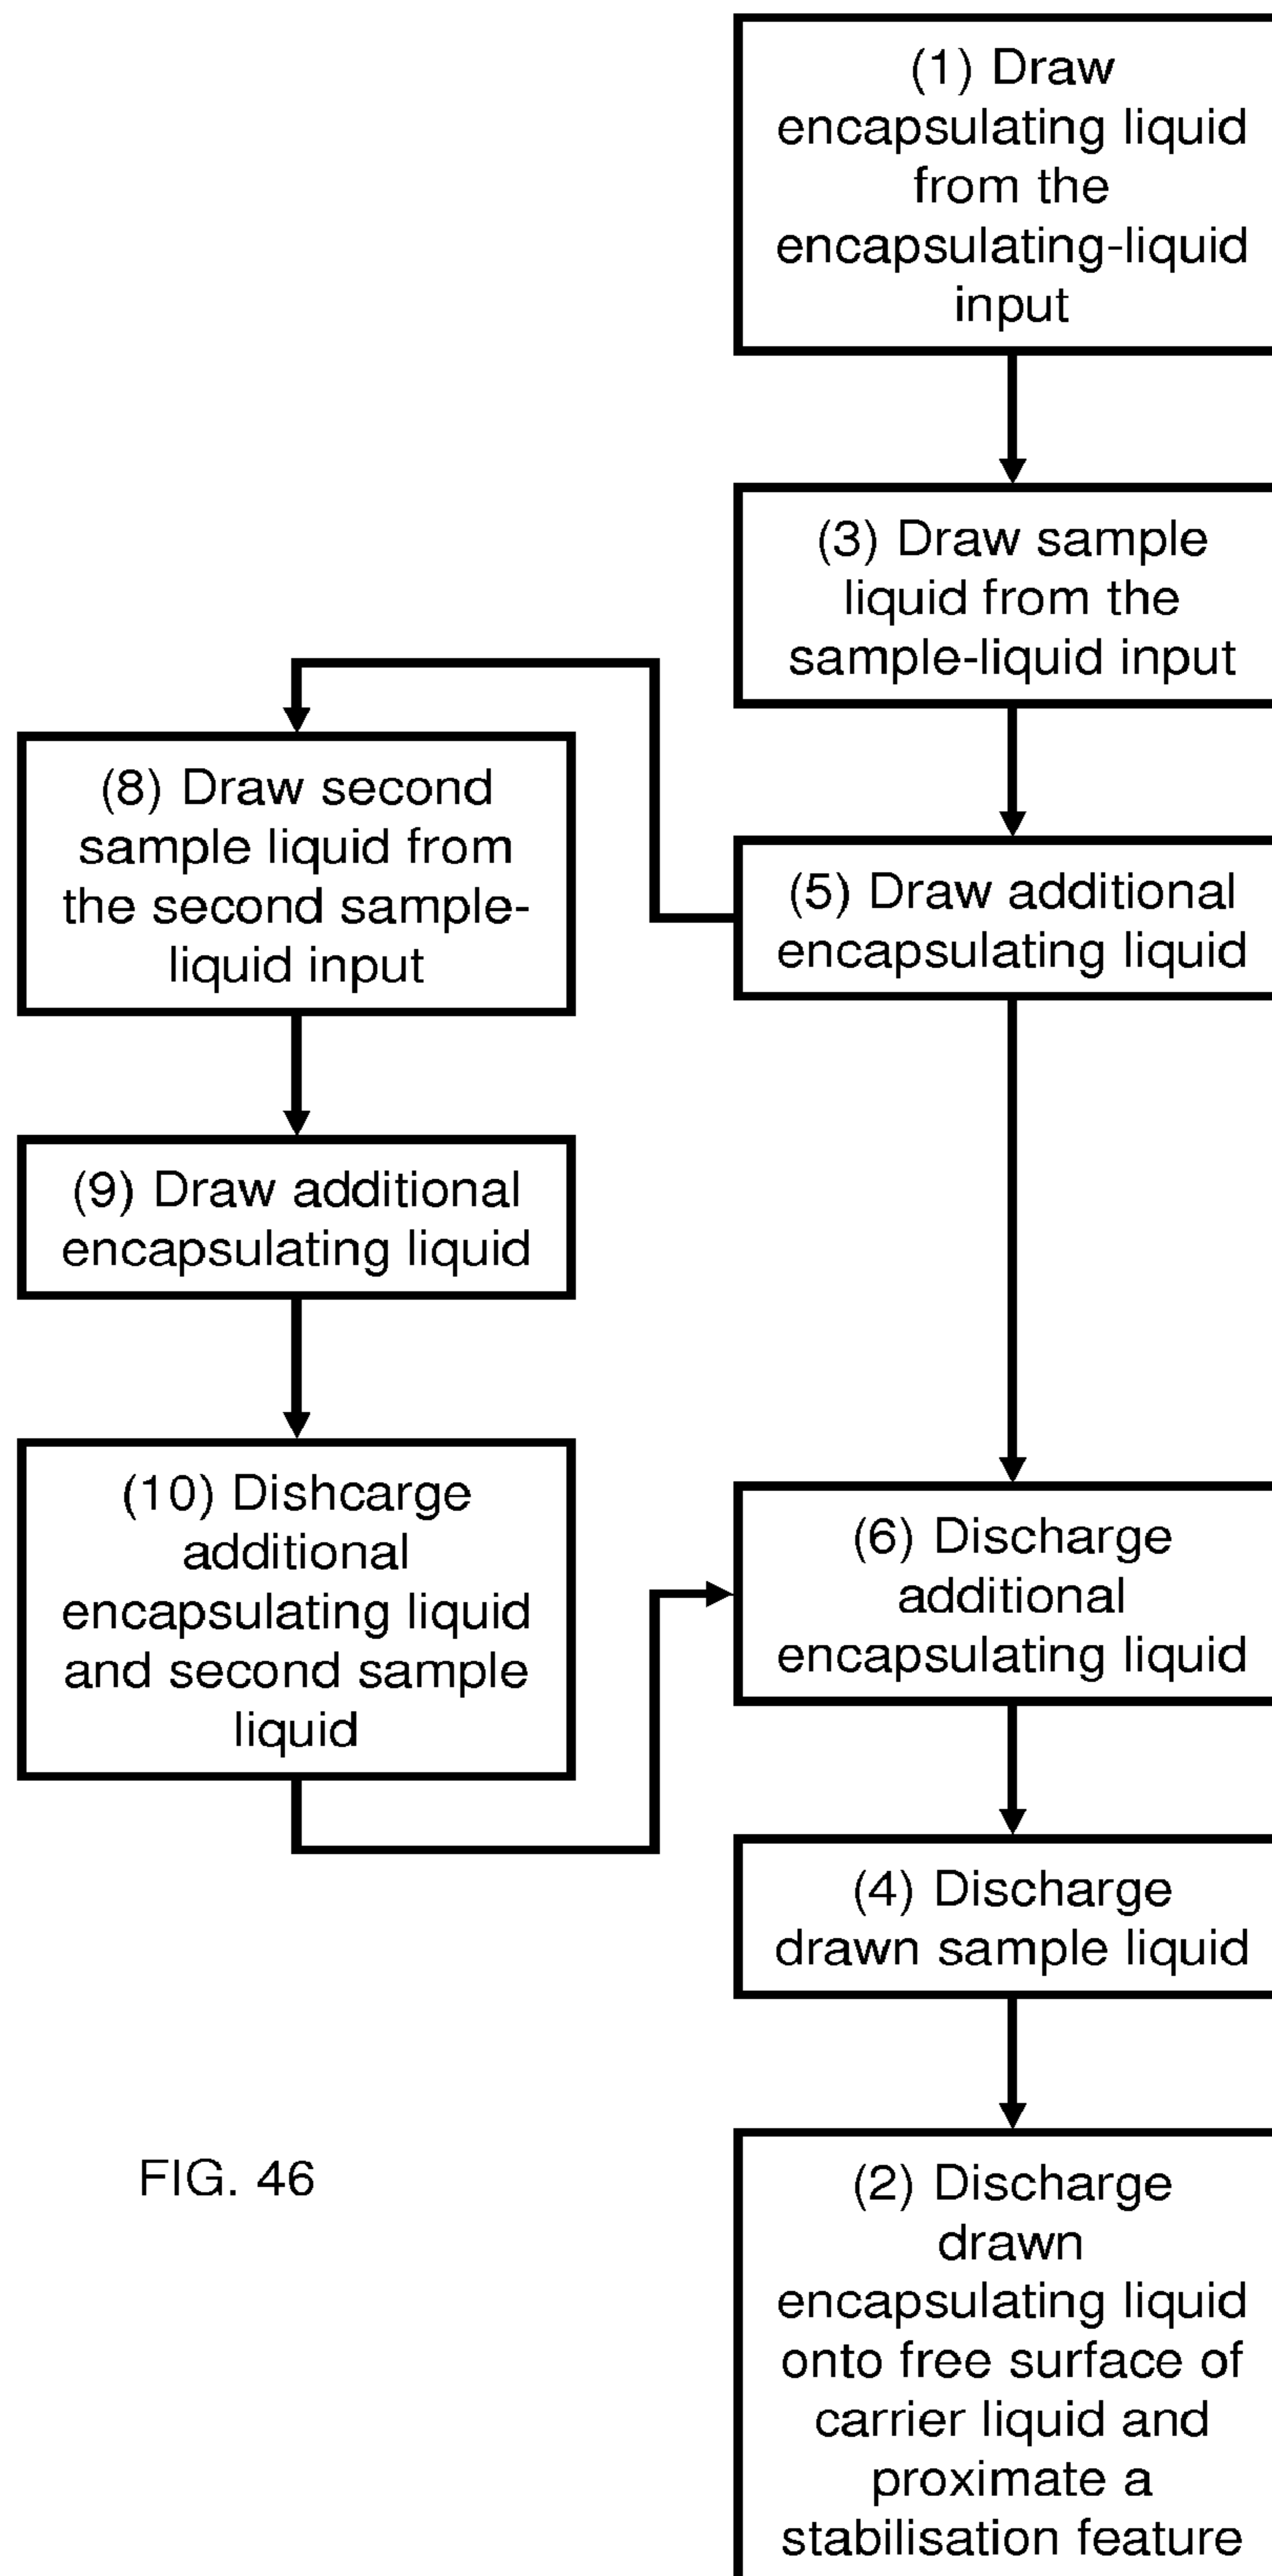 (1) Draw
encapsulating liquid
from the
encapsulating-liquid
input
(3) Draw sample
liquid from the
sample-liquid input
(8) Draw second
sample liquid from
the second sample-
liquid input
(5) Draw additional
encapsulating liquid
(9) Draw additional
encapsulating liquid
(10) Dishcarge
additional
encapsulating liquid
and second sample
liquid
(6) Discharge
additional
encapsulating liquid
(4) Discharge
drawn sample liquid
(2) Discharge
drawn
encapsulating liquid
onto free surface of
carrier liquid and
proximate a
stabilisation feature
FIG. 46